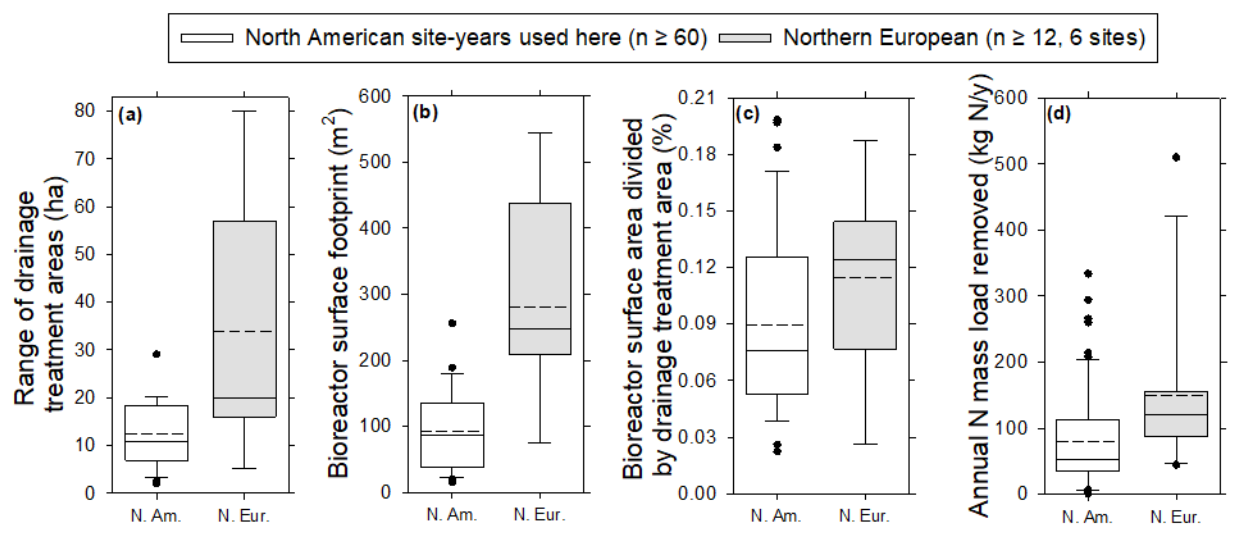 North American site-years used here (n ≥ 60)
Northern European (n ≥ 12, 6 sites)
(a)
Range of drainage
treatment areas (ha)
80
70
60
50
40
30
20
10
0
N. Am.
N. Eur.
(b)
Bioreactor surface footprint (m²)
600
500
400
300
200
100
0
N. Am.
N. Eur.
(c)
Bioreactor surface area divided
by drainage treatment area (%)
0.21
0.18
0.15
0.12
0.09
0.06
0.03
0.00
N. Am.
N. Eur.
(d)
Annual N mass load removed (kg N/y)
600
500
400
300
200
100
0
N. Am.
N. Eur.